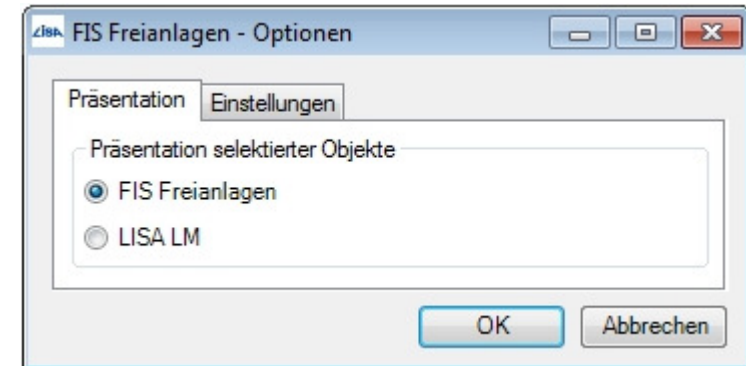 LISA FIS Freianlagen - Optionen
Präsentation Einstellungen
Präsentation selektierter Objekte
FIS Freianlagen
LISA LM
OK Abbrechen